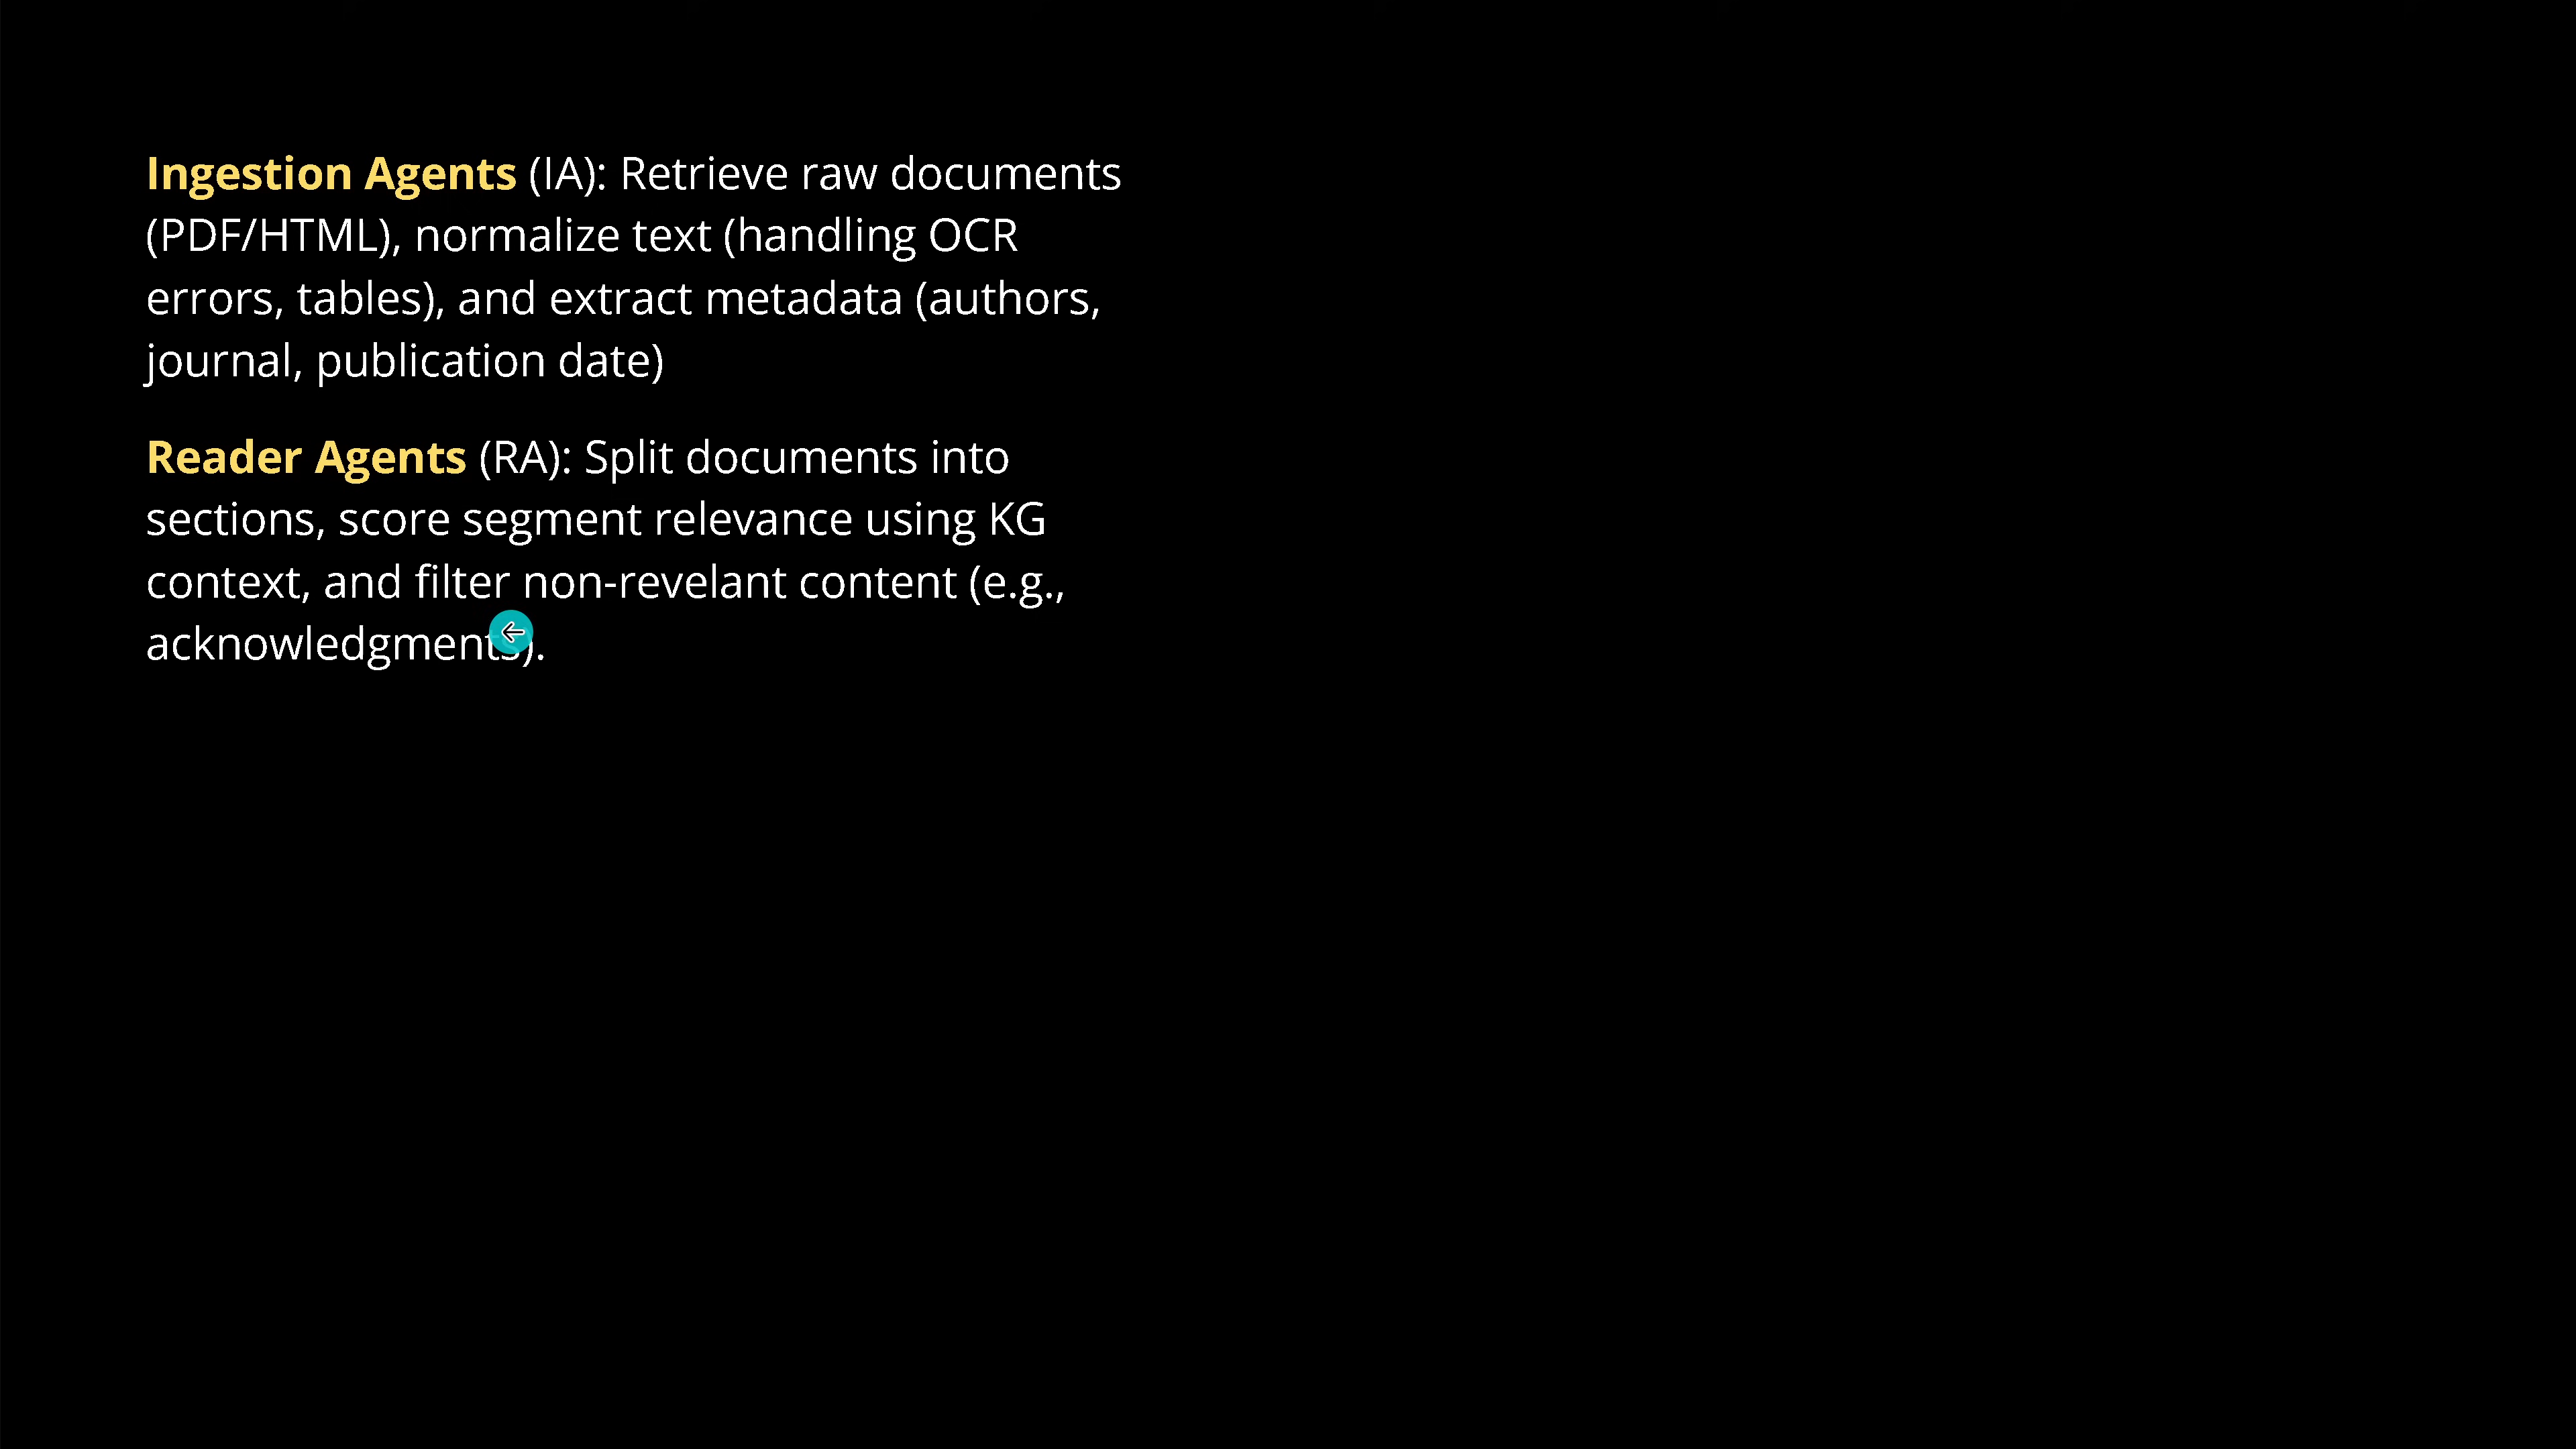 Ingestion Agents (IA): Retrieve raw documents
(PDF/HTML), normalize text (handling OCR
errors, tables), and extract metadata (authors,
journal, publication date)
Reader Agents (RA): Split documents into
sections, score segment relevance using KG
context, and filter non-revelant content (e.g.,
acknowledgments).